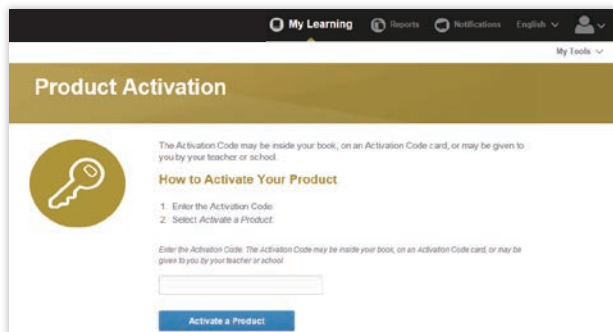 My Learning Reports Notifications English
My Tools
Product Activation
The Activation Code may be inside your book, on an Activation Code card, or may be given to
you by your teacher or school.
How to Activate Your Product
1. Enter the Activation Code.
2. Select Activate a Product.
Enter the Activation Code. The Activation Code may be inside your book, on an Activation Code card, or may be
given to you by your teacher or school
Activate a Product